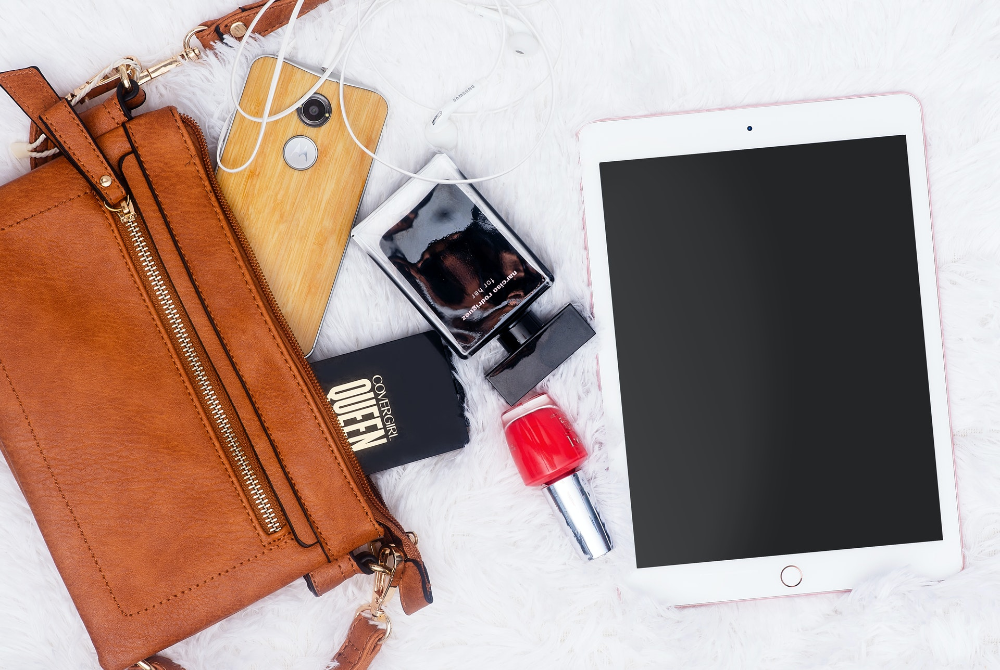 SAMSUNG
narciso rodriguez
for her
COVERGIRL
QUEEN